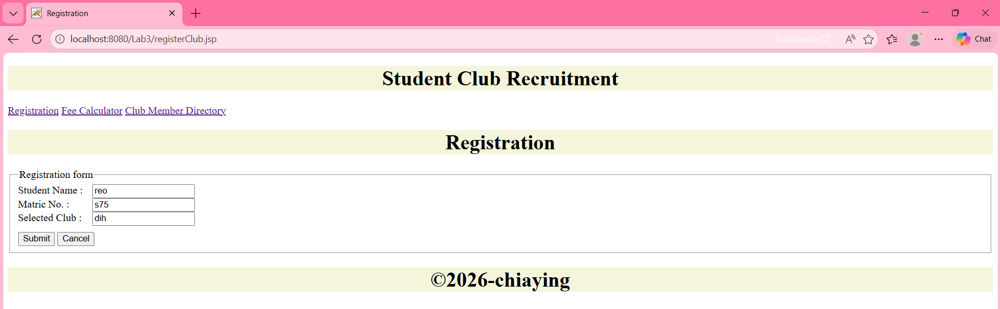 Registration
localhost:8080/Lab3/registerClub.jsp
Summarize
Chat
Student Club Recruitment
Registration Fee Calculator Club Member Directory
Registration
Registration form
Student Name : reo
Matric No. : s75
Selected Club : dih
Submit Cancel
©2026-chiaying